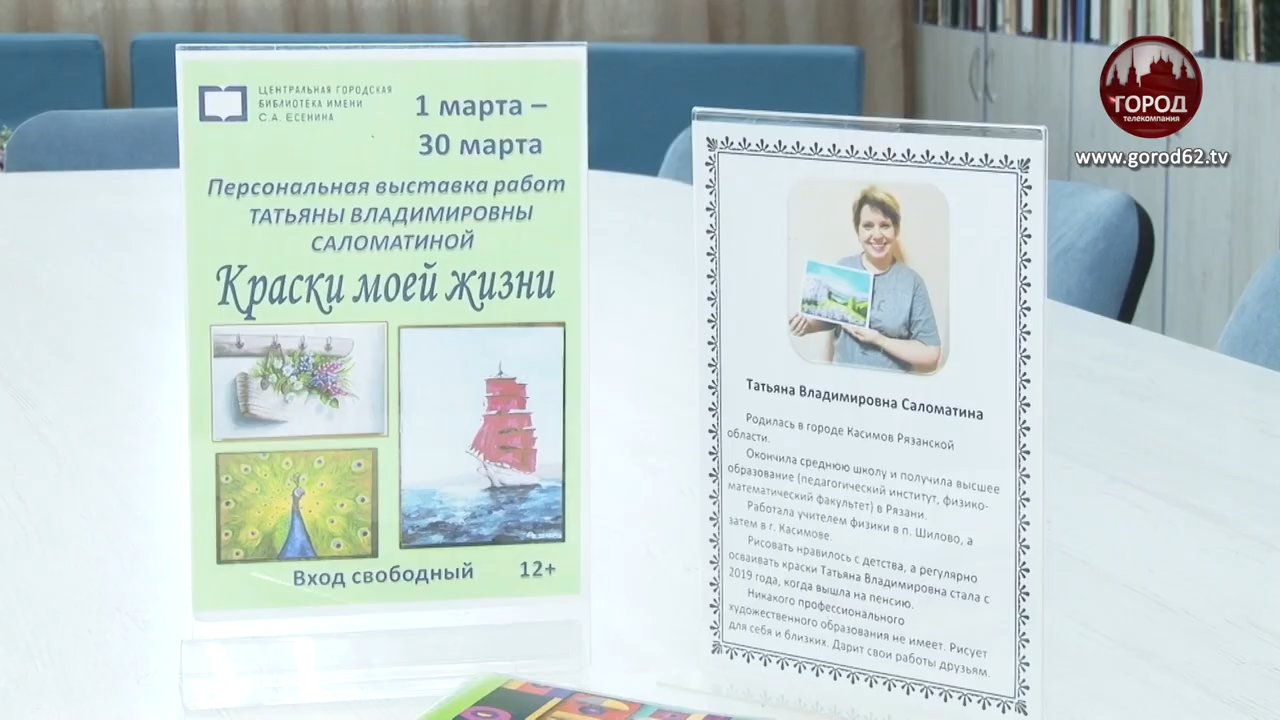 ЦЕНТРАЛЬНАЯ ГОРОДСКАЯ
БИБЛИОТЕКА ИМЕНИ
С.А. ЕСЕНИНА
1 марта –
30 марта
Персональная выставка работ
ТАТЬЯНЫ ВЛАДИМИРОВНЫ
САЛОМАТИНОЙ
Краски моей жизни
Вход свободный 12+
Татьяна Владимировна Саломатина
Родилась в городе Касимов Рязанской
области.
Окончила среднюю школу и получила высшее
образование (педагогический институт, физико-
математический факультет) в Рязани.
Работала учителем физики в п. Шилово, а
затем в г. Касимове.
Рисовать нравилось с детства, а регулярно
осваивать краски Татьяна Владимировна стала с
2019 года, когда вышла на пенсию.
Никакого профессионального
художественного образования не имеет. Рисует
для себя и близких. Дарит свои работы друзьям.
ГОРОД
телекомпания
www.gorod62.tv